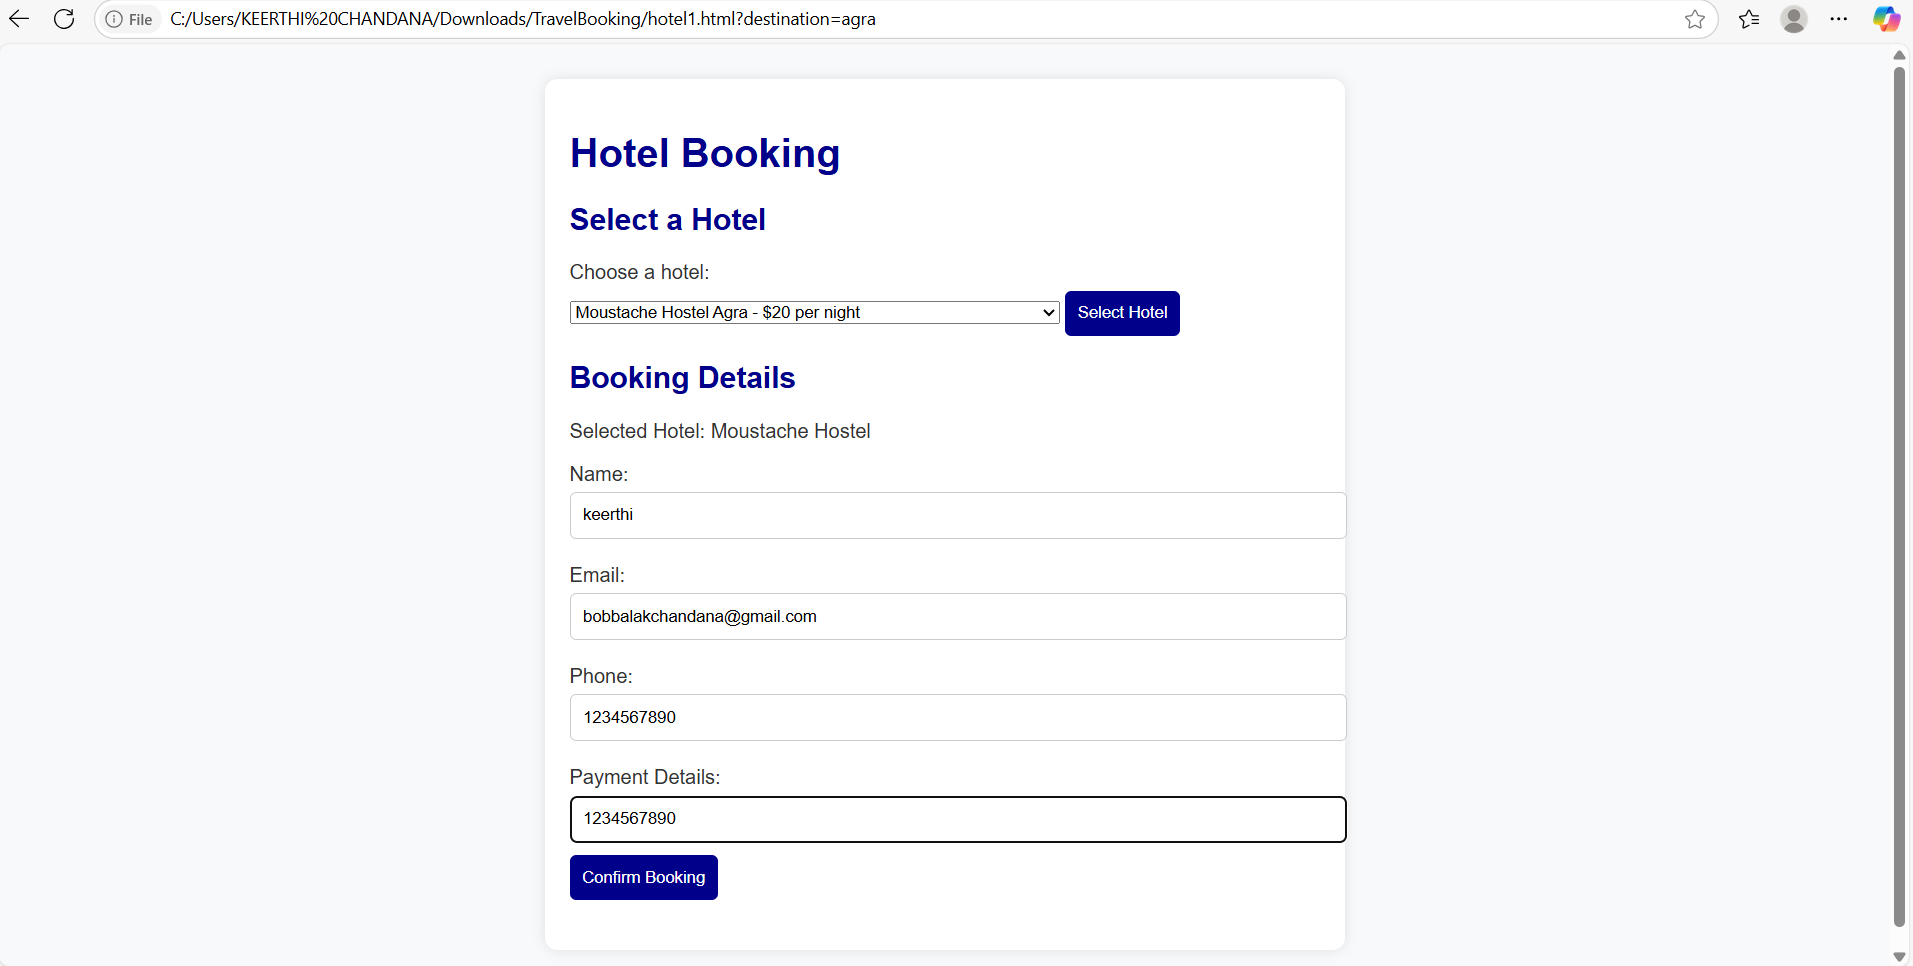 File C:/Users/KEERTHI%20CHANDANA/Downloads/TravelBooking/hotel1.html?destination=agra
Hotel Booking
Select a Hotel
Choose a hotel:
Moustache Hostel Agra - $20 per night Select Hotel
Booking Details
Selected Hotel: Moustache Hostel
Name:
keerthi
Email:
bobbalakchandana@gmail.com
Phone:
1234567890
Payment Details:
1234567890
Confirm Booking